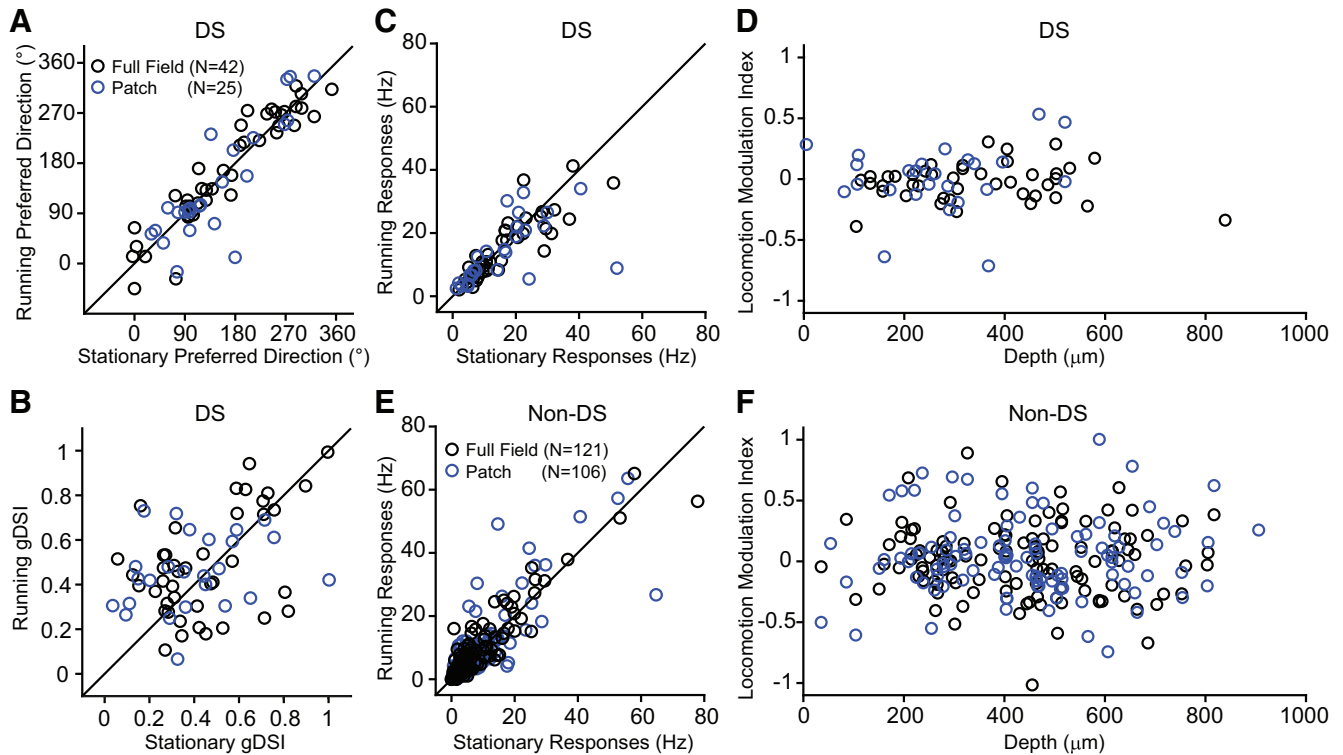 A
DS
Running Preferred Direction (°)
360
270
180
90
0
Full Field (N=42)
Patch (N=25)
0 90 180 270 360
Stationary Preferred Direction (°)
C
DS
Running Responses (Hz)
80
60
40
20
0
0 20 40 60 80
Stationary Responses (Hz)
D
DS
Locomotion Modulation Index
1
0.5
0
-0.5
-1
0 200 400 600 800 1000
Depth (μm)
B
DS
Running gDSI
1
0.8
0.6
0.4
0.2
0
0 0.2 0.4 0.6 0.8 1
Stationary gDSI
E
Non-DS
Running Responses (Hz)
80
60
40
20
0
Full Field (N=121)
Patch (N=106)
0 20 40 60 80
Stationary Responses (Hz)
F
Non-DS
Locomotion Modulation Index
1
0.5
0
-0.5
-1
0 200 400 600 800 1000
Depth (μm)